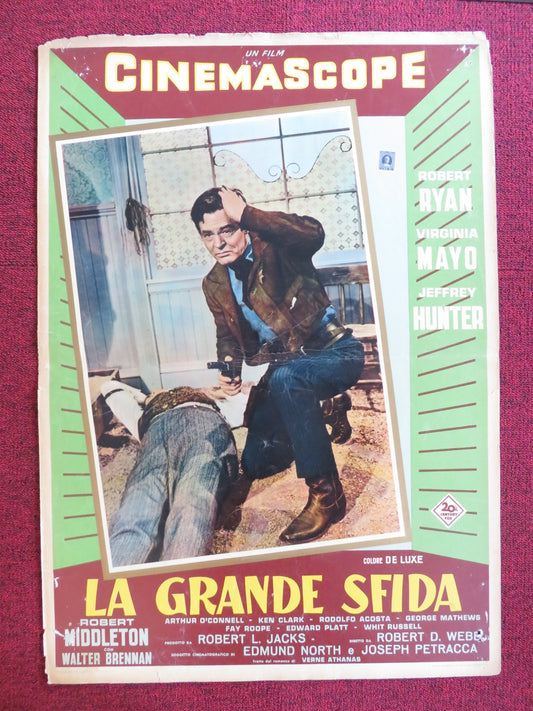 UN FILM
CINEMASCOPE
ROBERT
RYAN
VIRGINIA
MAYO
JEFFREY
HUNTER
20th
CENTURY
FOX
COLORE DE LUXE
LA GRANDE SFIDA
ROBERT
MIDDLETON
CON
WALTER BRENNAN
ARTHUR O'CONNELL - KEN CLARK - RODOLFO ACOSTA - GEORGE MATHEWS
FAY ROOPE - EDWARD PLATT - WHIT RUSSELL
PRODOTTO DA ROBERT L. JACKS - DIRETTO DA ROBERT D. WEBB
SOGGETTO CINEMATOGRAFICO DI EDMUND NORTH e JOSEPH PETRACCA
tratto dal romanzo di VERNE ATHANAS